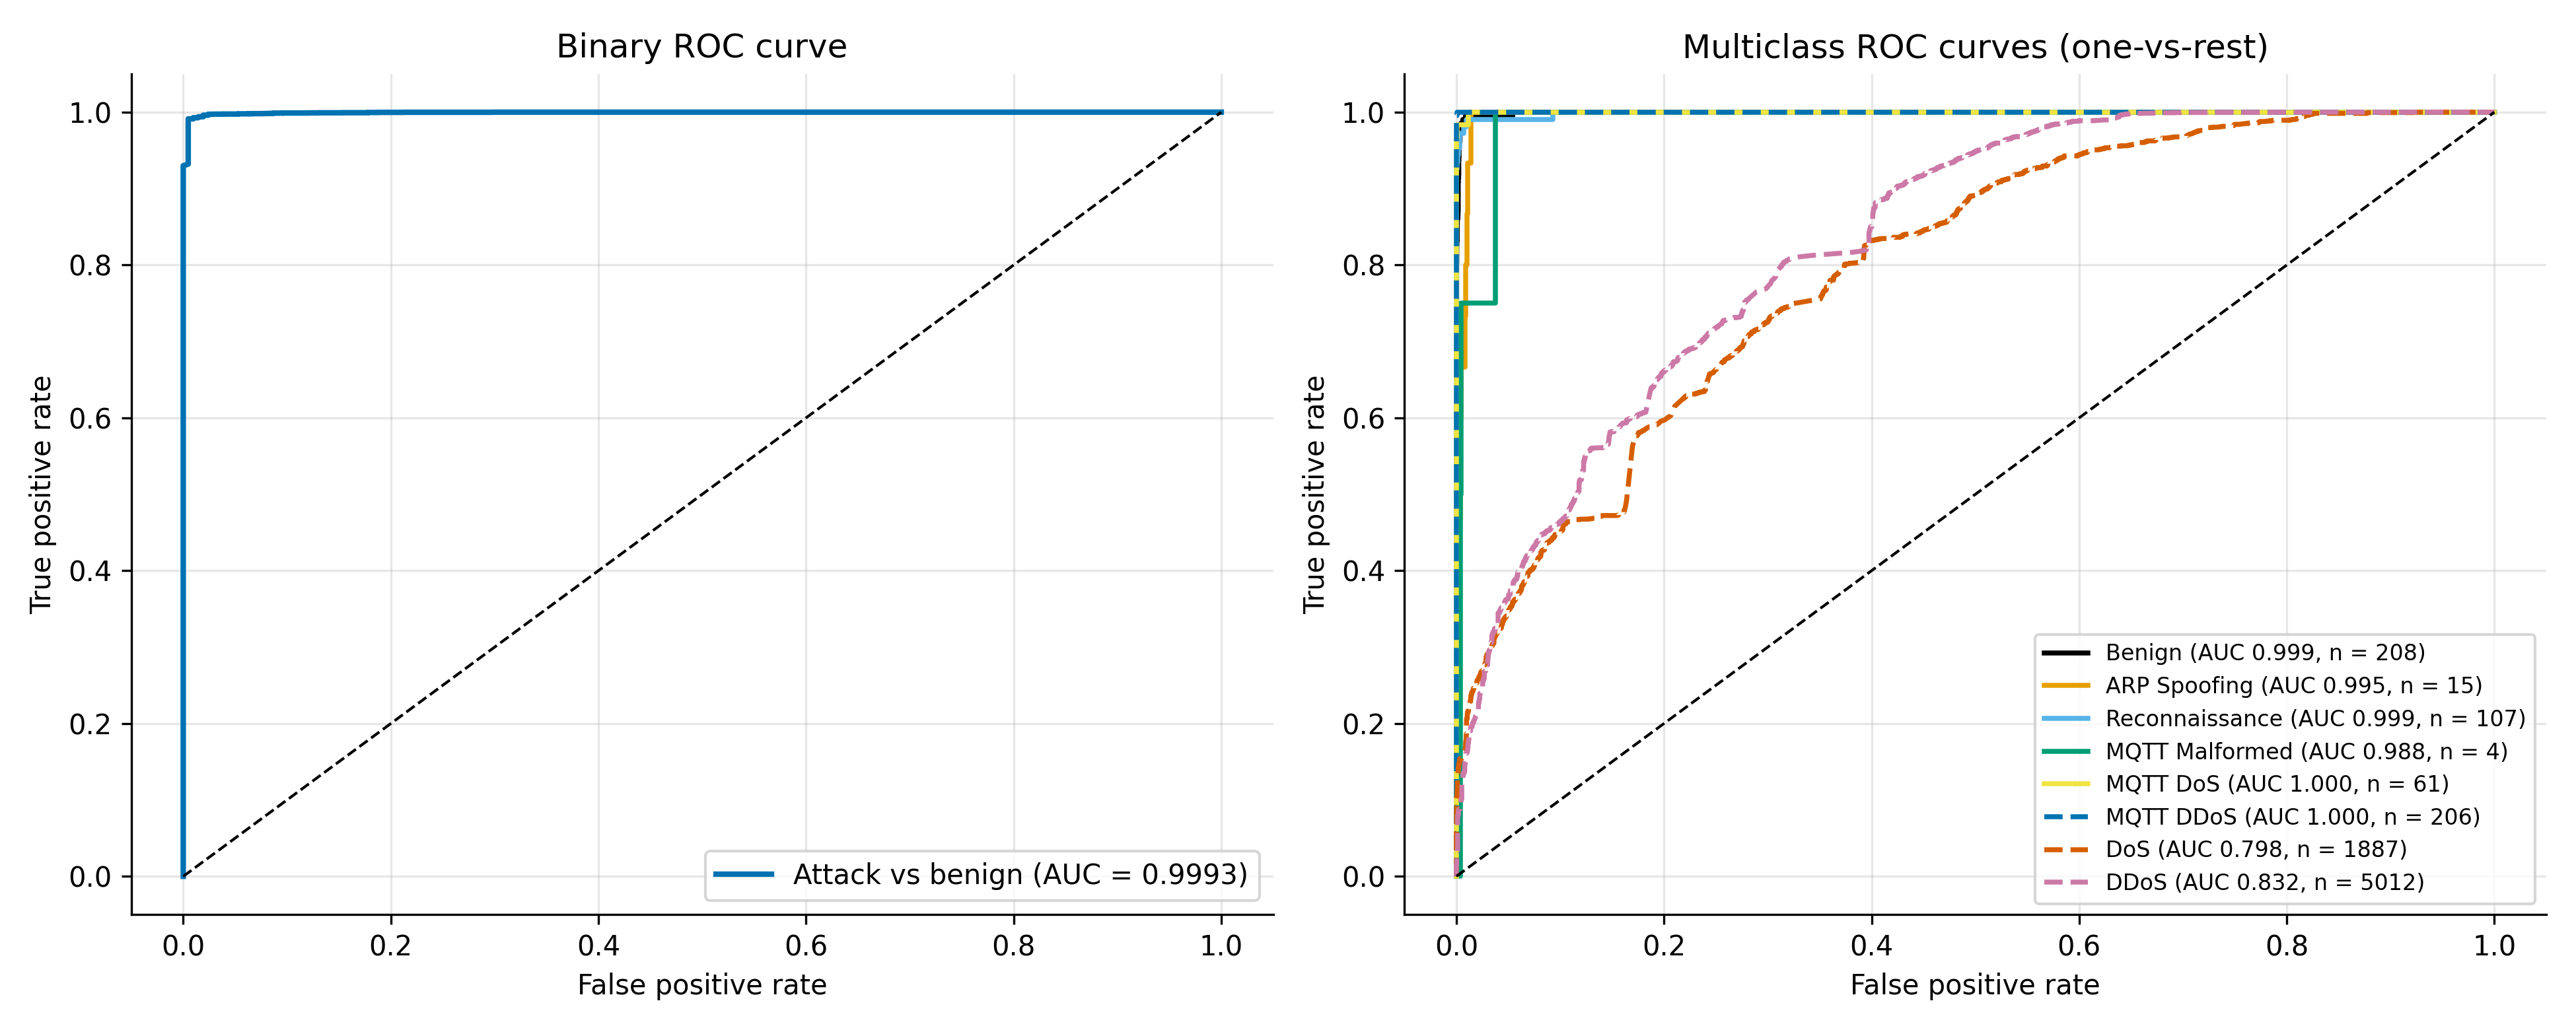 Binary ROC curve
True positive rate
1.0
0.8
0.6
0.4
0.2
0.0
Attack vs benign (AUC = 0.9993)
0.0 0.2 0.4 0.6 0.8 1.0
False positive rate
Multiclass ROC curves (one-vs-rest)
True positive rate
1.0
0.8
0.6
0.4
0.2
0.0
Benign (AUC 0.999, n = 208)
ARP Spoofing (AUC 0.995, n = 15)
Reconnaissance (AUC 0.999, n = 107)
MQTT Malformed (AUC 0.988, n = 4)
MQTT DoS (AUC 1.000, n = 61)
MQTT DDoS (AUC 1.000, n = 206)
DoS (AUC 0.798, n = 1887)
DDoS (AUC 0.832, n = 5012)
0.0 0.2 0.4 0.6 0.8 1.0
False positive rate